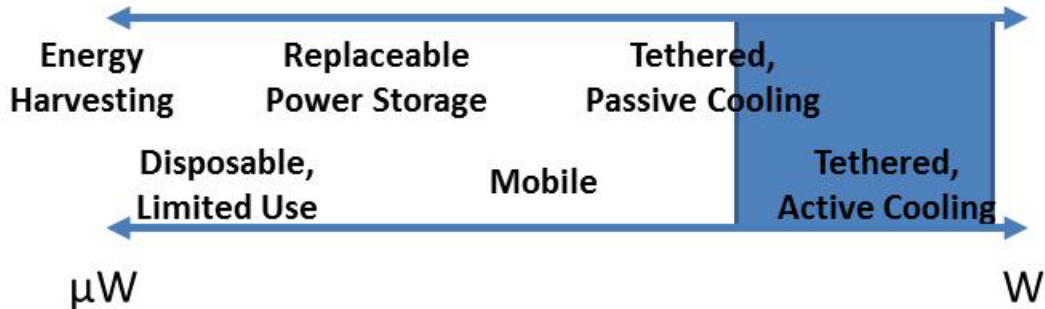 Energy
Harvesting
Replaceable
Power Storage
Tethered,
Passive Cooling
Disposable,
Limited Use
Mobile
Tethered,
Active Cooling
μW
W